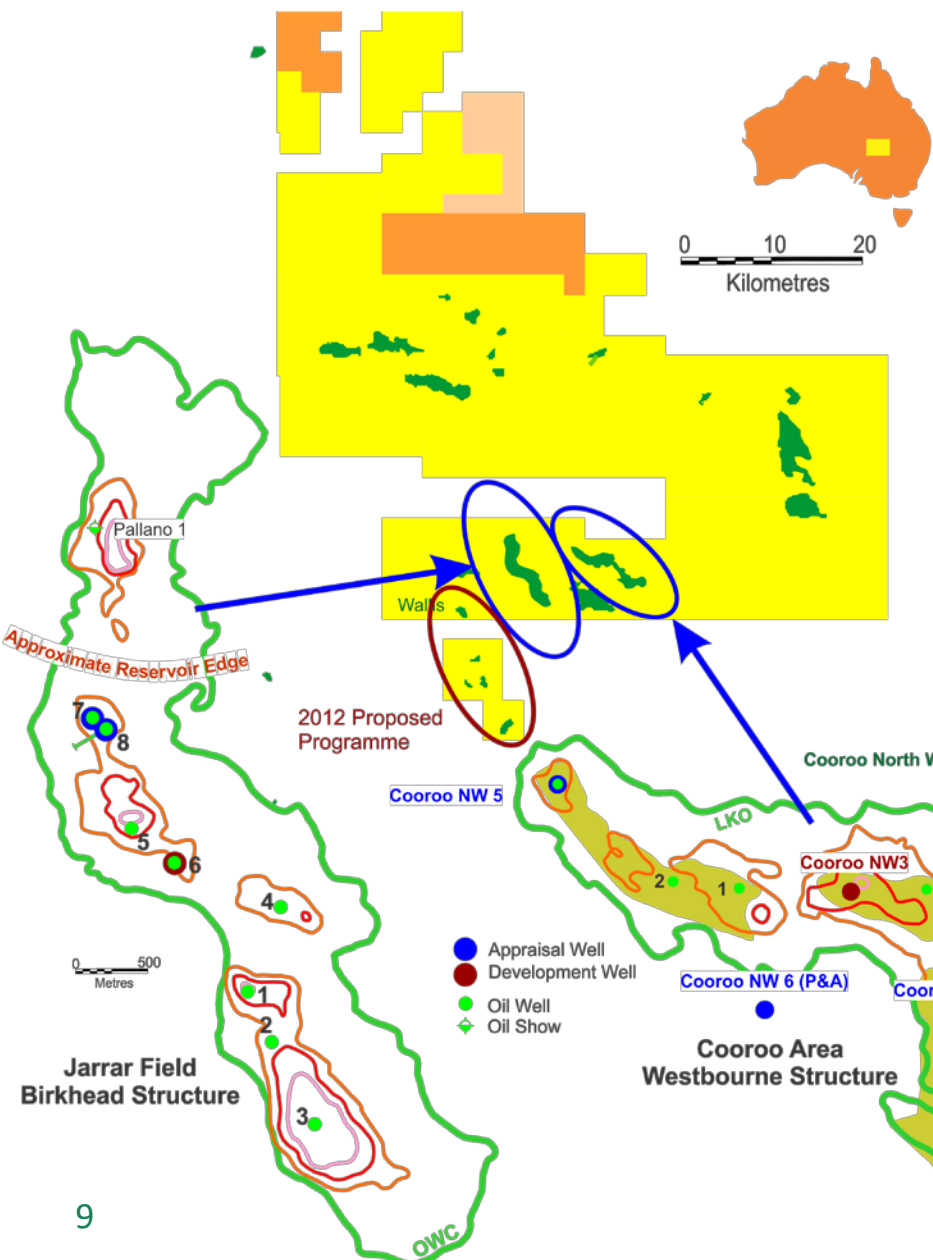 0 10 20
Kilometres
Pallano 1
Approximate Reservoir Edge
Wallis
2012 Proposed
Programme
7
8
5
6
4
0 500
Metres
1
2
3
Jarrar Field
Birkhead Structure
OWC
Cooroo NW 5
Cooroo North W
LKO
Cooroo NW3
2
1
Appraisal Well
Development Well
Oil Well
Oil Show
Cooroo NW 6 (P&A)
Coor
Cooroo Area
Westbourne Structure
9